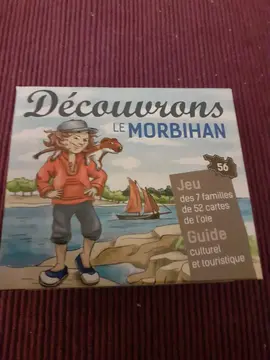 Découvrons
LE MORBIHAN
56
Jeu
des 7 familles
de 52 cartes
de l'oie
Guide
culturel
et touristique